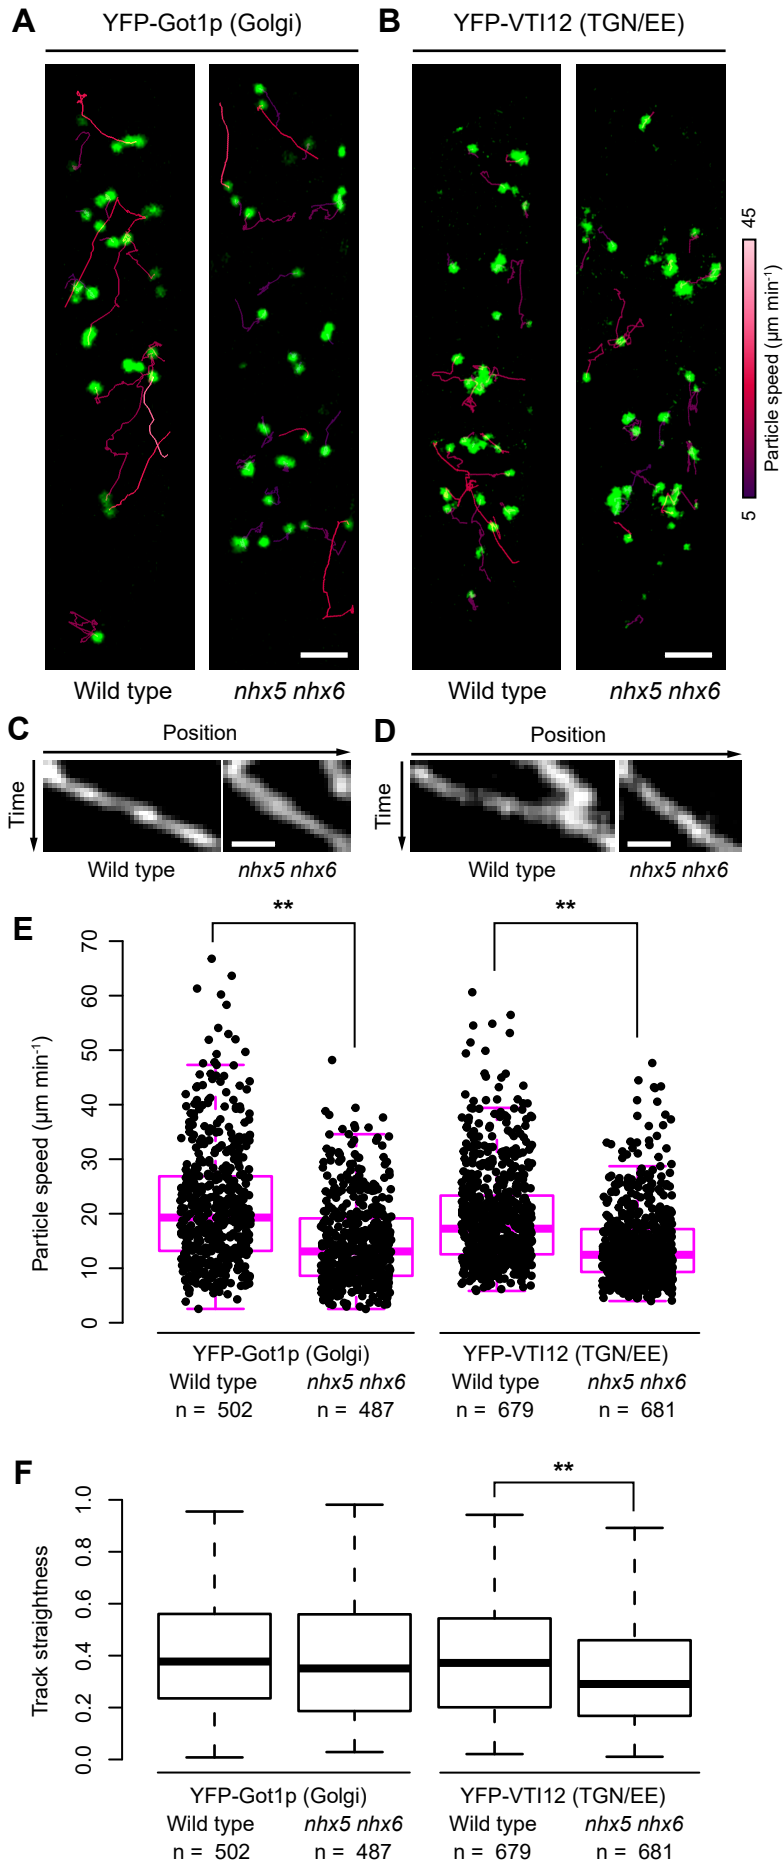 A YFP-Got1p (Golgi)
B YFP-VTI12 (TGN/EE)
45
Particle speed (µm min-1)
5
Wild type nhx5 nhx6
Wild type nhx5 nhx6
C Position
Time
Wild type nhx5 nhx6
D Position
Time
Wild type nhx5 nhx6
E
** **
70
60
50
40
30
20
10
0
Particle speed (µm min-1)
YFP-Got1p (Golgi) YFP-VTI12 (TGN/EE)
Wild type nhx5 nhx6 Wild type nhx5 nhx6
n = 502 n = 487 n = 679 n = 681
F
**
1.0
0.8
0.6
0.4
0.2
0.0
Track straightness
YFP-Got1p (Golgi) YFP-VTI12 (TGN/EE)
Wild type nhx5 nhx6 Wild type nhx5 nhx6
n = 502 n = 487 n = 679 n = 681